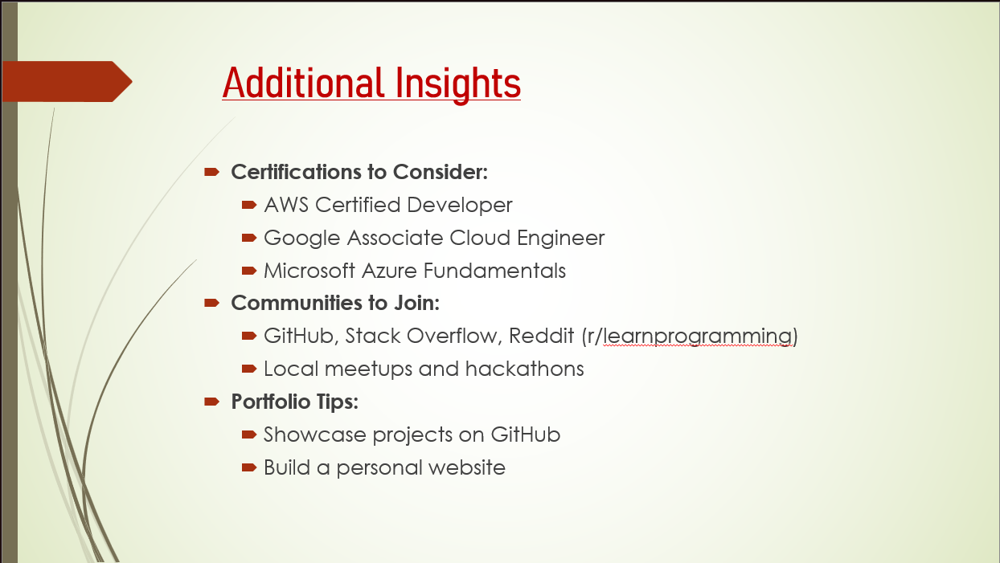 Additional Insights
Certifications to Consider:
AWS Certified Developer
Google Associate Cloud Engineer
Microsoft Azure Fundamentals
Communities to Join:
GitHub, Stack Overflow, Reddit (r/learnprogramming)
Local meetups and hackathons
Portfolio Tips:
Showcase projects on GitHub
Build a personal website